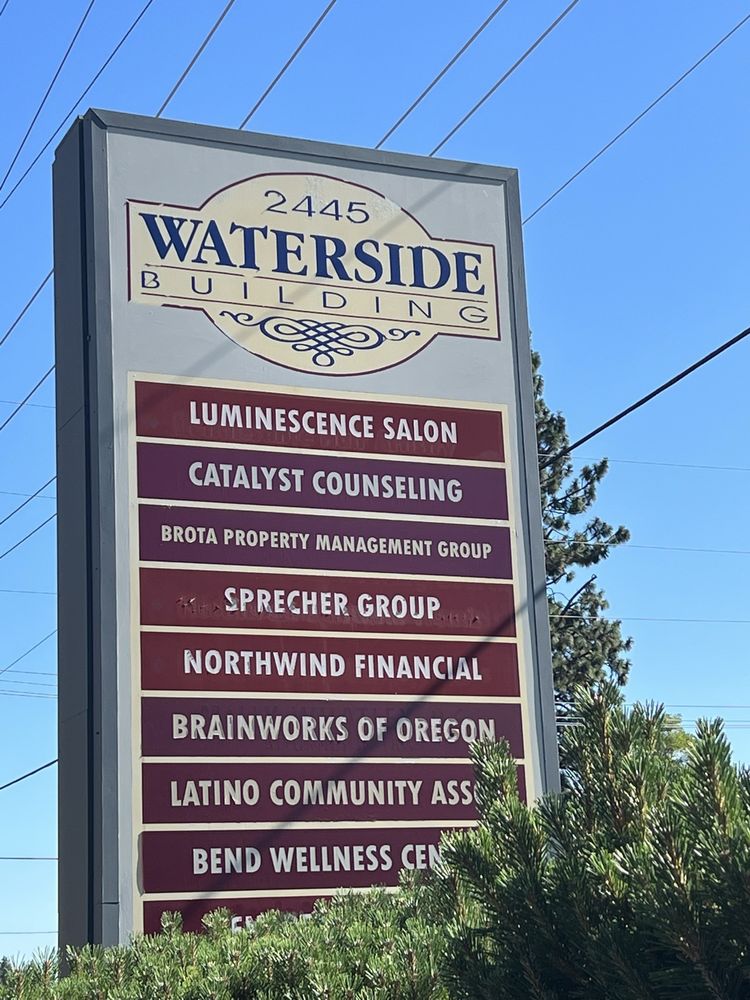 2445
WATERSIDE
BUILDING
LUMINESCENCE SALON
CATALYST COUNSELING
BROTA PROPERTY MANAGEMENT GROUP
SPRECHER GROUP
NORTHWIND FINANCIAL
BRAINWORKS OF OREGON
LATINO COMMUNITY ASS
BEND WELLNESS CEN